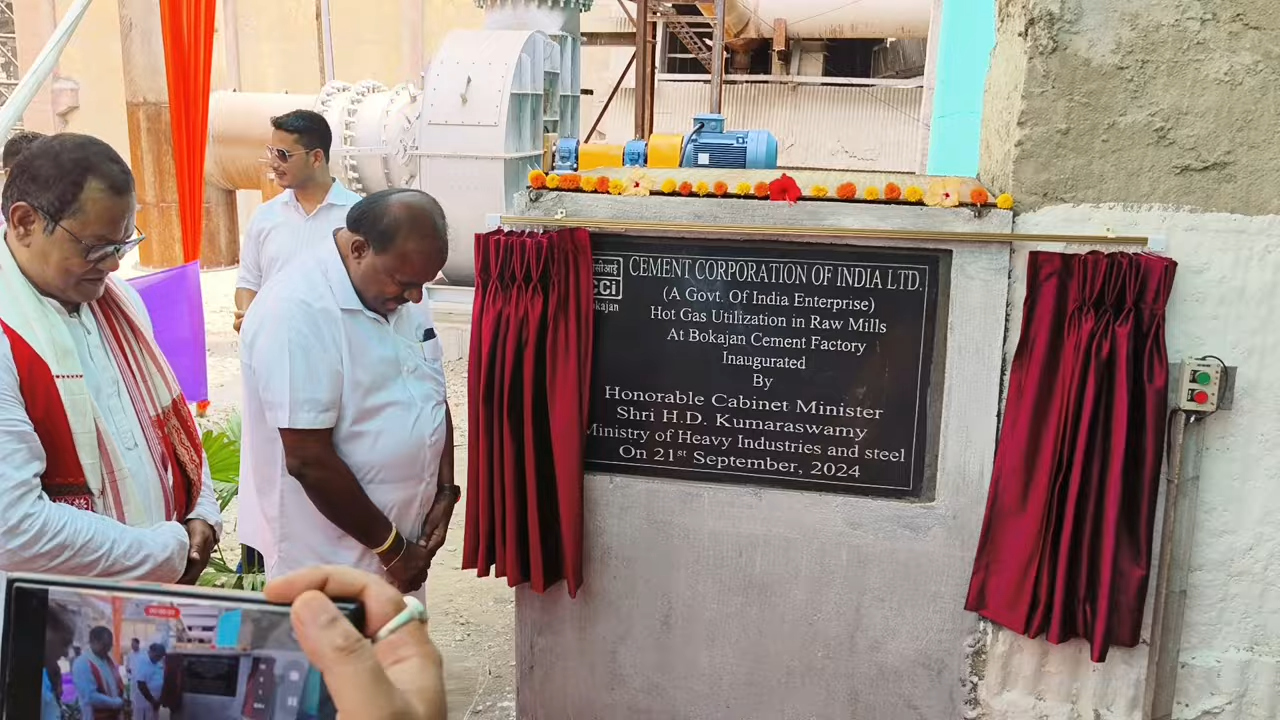 सीआई
CCi
Bokajan
CEMENT CORPORATION OF INDIA LTD.
(A Govt. Of India Enterprise)
Hot Gas Utilization in Raw Mills
At Bokajan Cement Factory
Inaugurated
By
Honorable Cabinet Minister
Shri H.D. Kumaraswamy
Ministry of Heavy Industries and steel
On 21st September, 2024